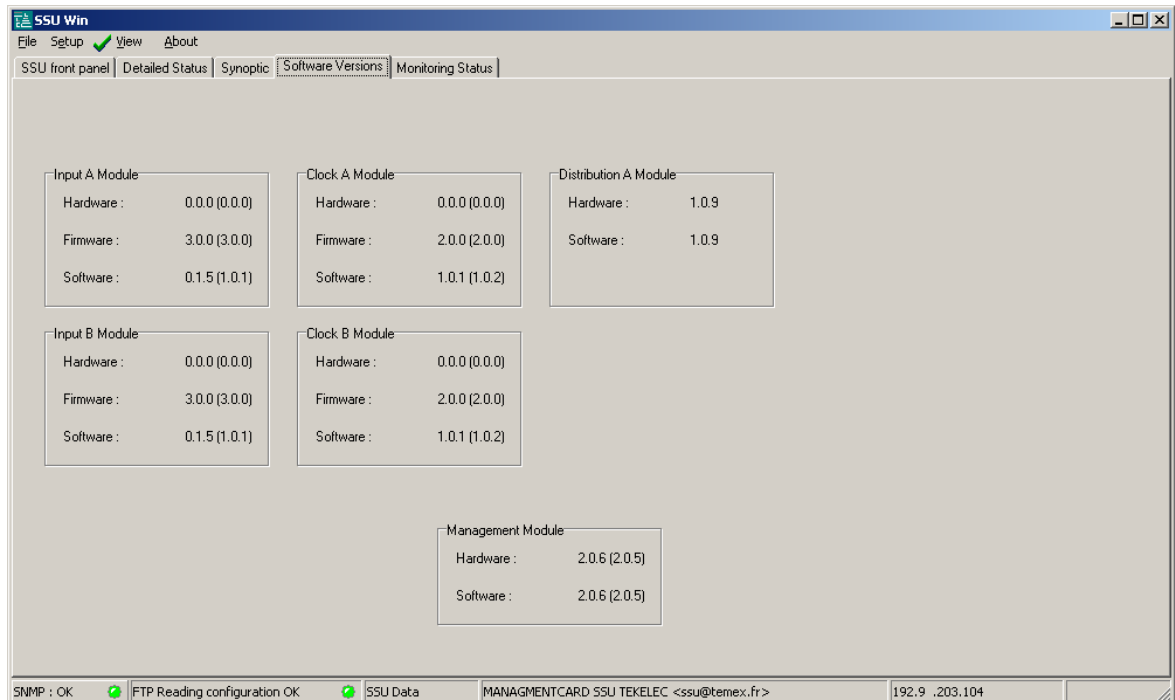 SSU Win
File Setup View About
SSU front panel Detailed Status Synoptic Software Versions Monitoring Status
Input A Module
Hardware : 0.0.0 (0.0.0)
Firmware : 3.0.0 (3.0.0)
Software : 0.1.5 (1.0.1)
Clock A Module
Hardware : 0.0.0 (0.0.0)
Firmware : 2.0.0 (2.0.0)
Software : 1.0.1 (1.0.2)
Distribution A Module
Hardware : 1.0.9
Software : 1.0.9
Input B Module
Hardware : 0.0.0 (0.0.0)
Firmware : 3.0.0 (3.0.0)
Software : 0.1.5 (1.0.1)
Clock B Module
Hardware : 0.0.0 (0.0.0)
Firmware : 2.0.0 (2.0.0)
Software : 1.0.1 (1.0.2)
Management Module
Hardware : 2.0.6 (2.0.5)
Software : 2.0.6 (2.0.5)
SNMP : OK FTP Reading configuration OK SSU Data MANAGMENTCARD SSU TEKELEC <ssu@temex.fr> 192.9 .203.104